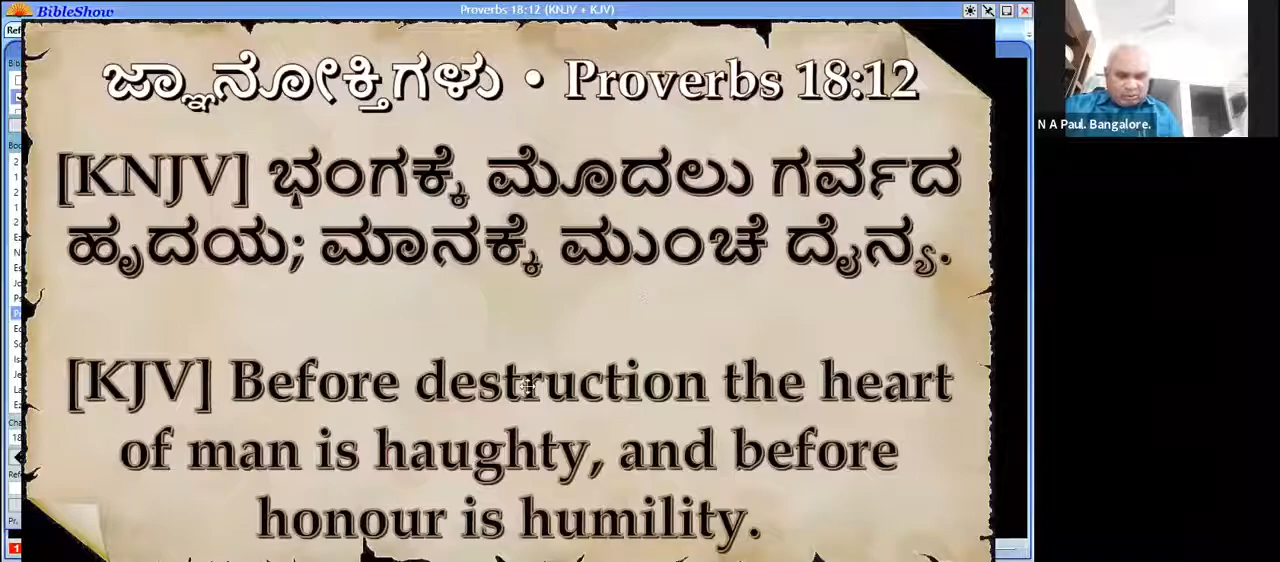 BibleShow
Proverbs 18:12 (KNJV + KJV)
Ref
ಜ್ಞಾನೋಕ್ತಿಗಳು • Proverbs 18:12
[KNJV] ಭಂಗಕ್ಕೆ ಮೊದಲು ಗರ್ವದ
ಹೃದಯ; ಮಾನಕ್ಕೆ ಮುಂಚೆ ದೈನ್ಯ.
[KJV] Before destruction the heart
of man is haughty, and before
honour is humility.
N A Paul. Bangalore.